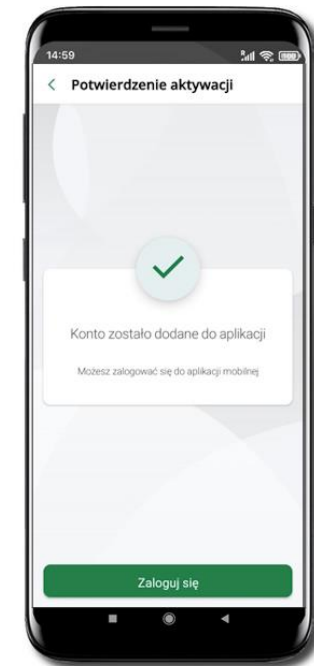 14:59
Potwierdzenie aktywacji
Konto zostało dodane do aplikacji
Możesz zalogować się do aplikacji mobilnej
Zaloguj się